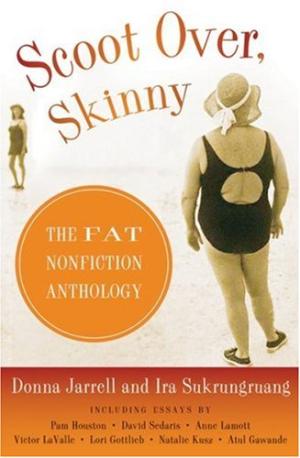 Scoot Over,
Skinny
THE FAT
NONFICTION
ANTHOLOGY
Donna Jarrell and Ira Sukrungruang
INCLUDING ESSAYS BY
Pam Houston • David Sedaris • Anne Lamott
Victor LaValle • Lori Gottlieb • Natalie Kusz • Atul Gawande